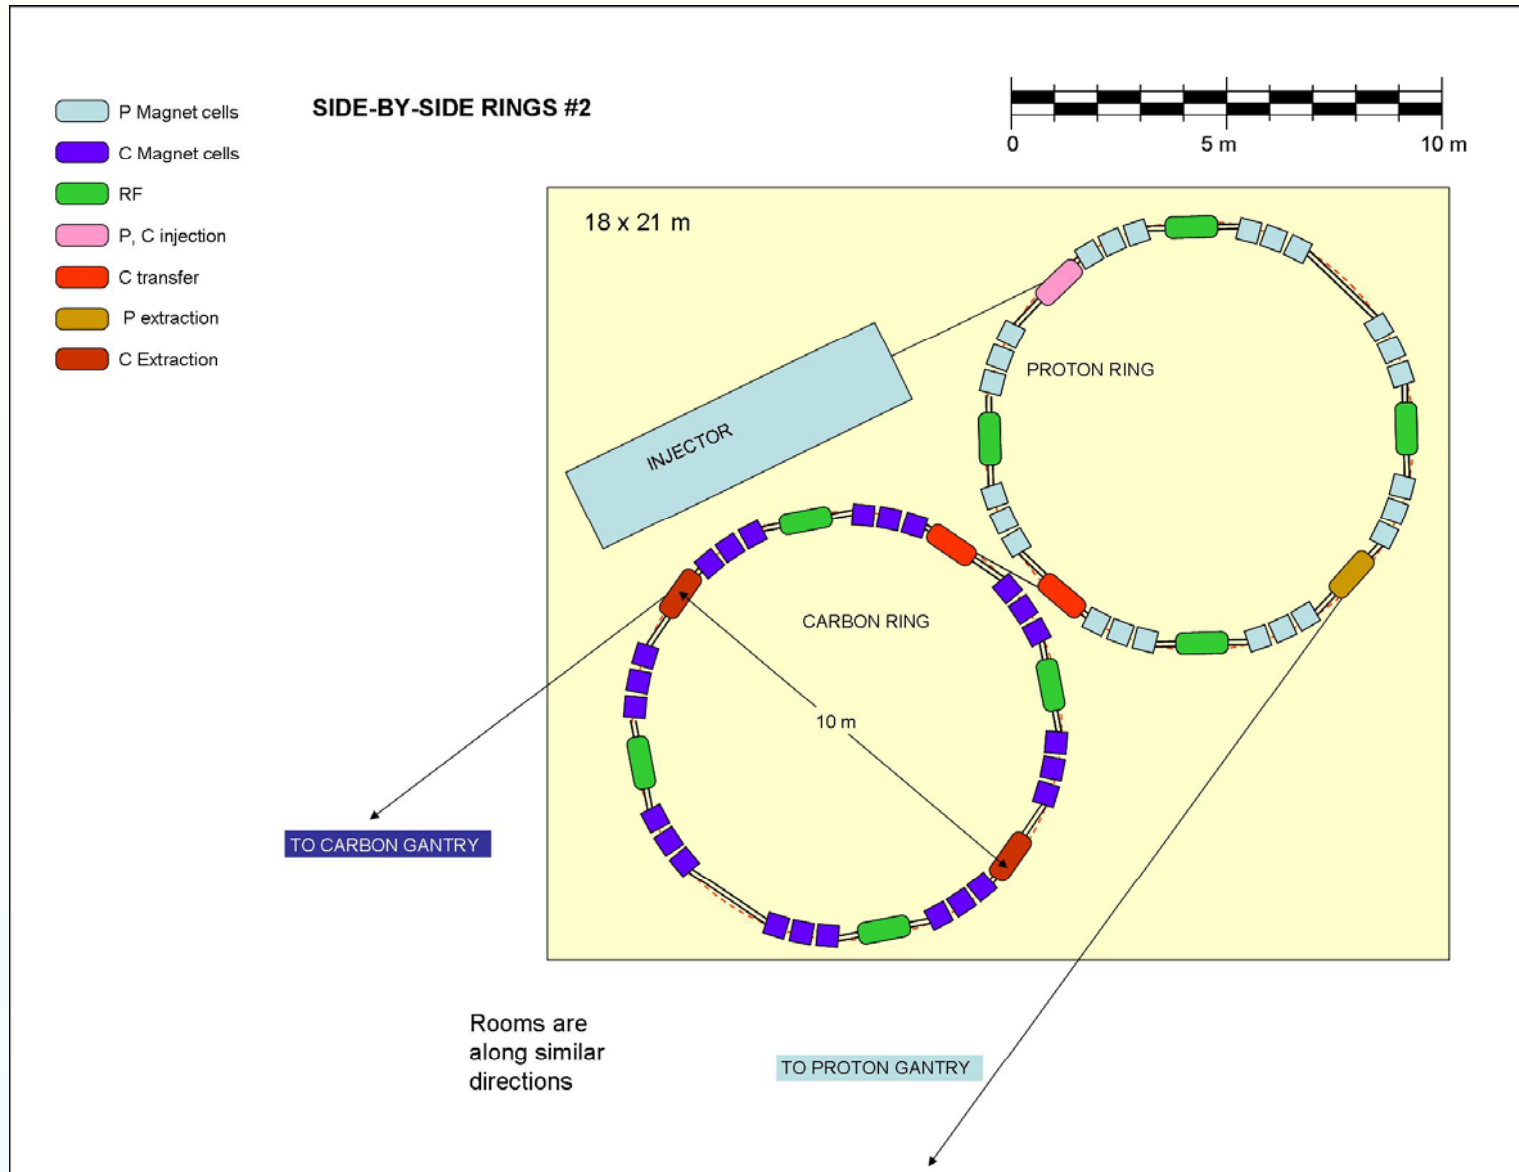 SIDE-BY-SIDE RINGS #2
P Magnet cells
C Magnet cells
RF
P, C injection
C transfer
P extraction
C Extraction
0
5 m
10 m
18 x 21 m
PROTON RING
INJECTOR
CARBON RING
10 m
TO CARBON GANTRY
Rooms are
along similar
directions
TO PROTON GANTRY